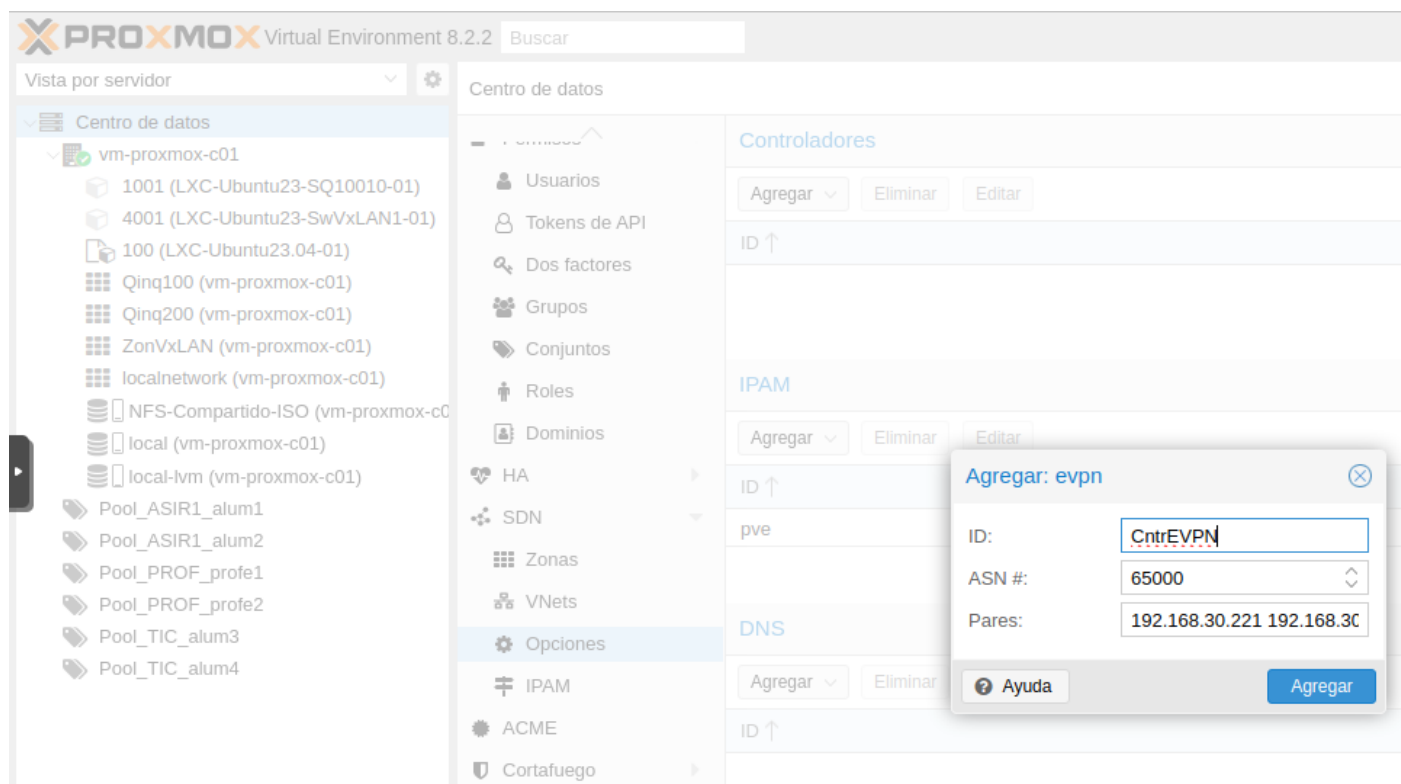 PROXMOX Virtual Environment 8.2.2 Buscar
Vista por servidor
Centro de datos
vm-proxmox-c01
1001 (LXC-Ubuntu23-SQ10010-01)
4001 (LXC-Ubuntu23-SwVxLAN1-01)
100 (LXC-Ubuntu23.04-01)
Qinq100 (vm-proxmox-c01)
Qinq200 (vm-proxmox-c01)
ZonVxLAN (vm-proxmox-c01)
localnetwork (vm-proxmox-c01)
NFS-Compartido-ISO (vm-proxmox-c0
local (vm-proxmox-c01)
local-lvm (vm-proxmox-c01)
Pool_ASIR1_alum1
Pool_ASIR1_alum2
Pool_PROF_profe1
Pool_PROF_profe2
Pool_TIC_alum3
Pool_TIC_alum4
Centro de datos
Permisos
Usuarios
Tokens de API
Dos factores
Grupos
Conjuntos
Roles
Dominios
HA
SDN
Zonas
VNets
Opciones
IPAM
ACME
Cortafuego
Controladores
Agregar Eliminar Editar
ID ↑
IPAM
Agregar Eliminar Editar
ID ↑
pve
DNS
Agregar Eliminar
ID ↑
Agregar: evpn
ID: CntrEVPN
ASN #: 65000
Pares: 192.168.30.221 192.168.30
Ayuda Agregar